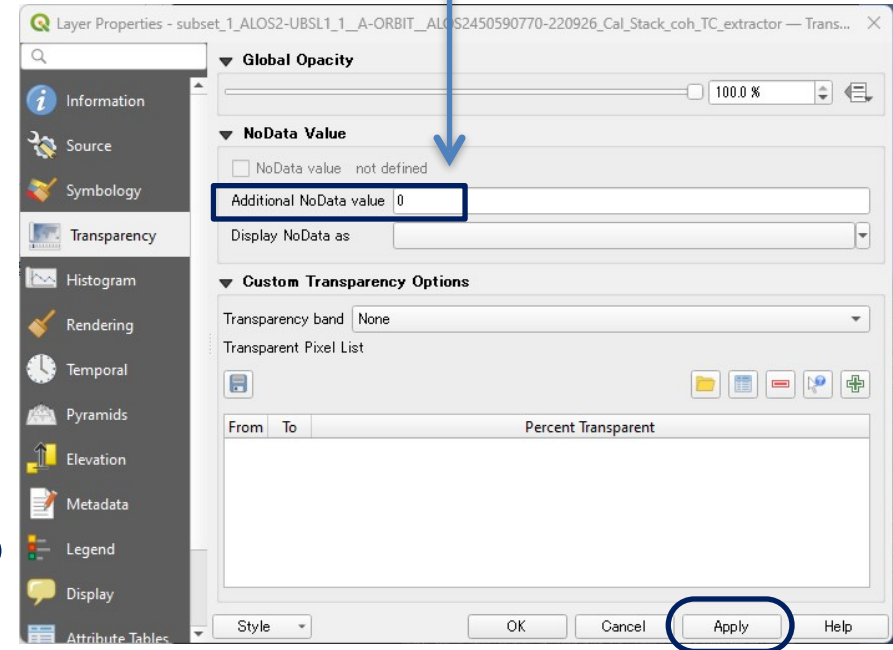 Layer Properties - subset_1_ALOS2-UBSL1_1__A-ORBIT__ALOS2450590770-220926_Cal_Stack_coh_TC_extractor — Trans...
Information
Source
Symbology
Transparency
Histogram
Rendering
Temporal
Pyramids
Elevation
Metadata
Legend
Display
Attribute Tables
Global Opacity
100.0 %
NoData Value
NoData value not defined
Additional NoData value 0
Display NoData as
Custom Transparency Options
Transparency band None
Transparent Pixel List
From To Percent Transparent
Style OK Cancel Apply Help